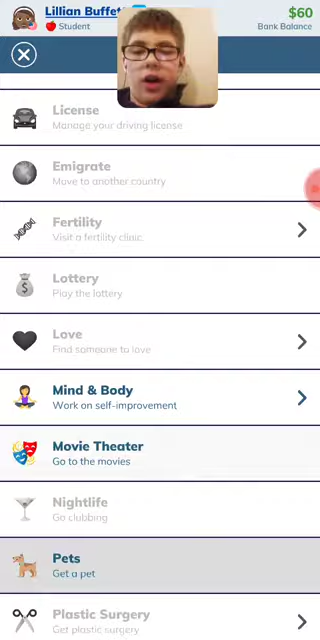 Lillian Buffet
$60
Student
Bank Balance
License
Manage your driving license
Emigrate
Move to another country
Fertility
Visit a fertility clinic.
Lottery
Play the lottery
Love
Find someone to love
Mind & Body
Work on self-improvement
Movie Theater
Go to the movies
Nightlife
Go clubbing
Pets
Get a pet
Plastic Surgery
Get plastic surgery